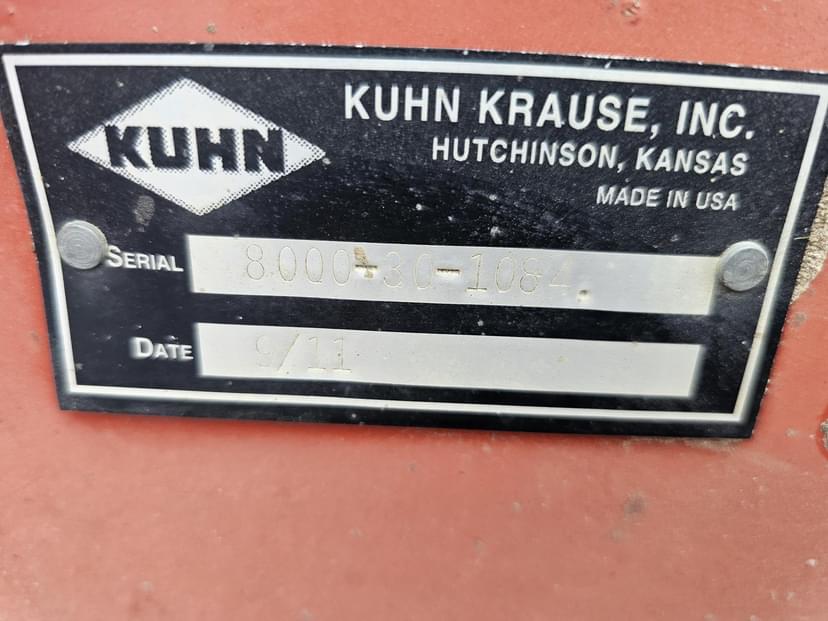 KUHN
KUHN KRAUSE, INC.
HUTCHINSON, KANSAS
MADE IN USA
SERIAL 8000-30-1084
DATE 9/11